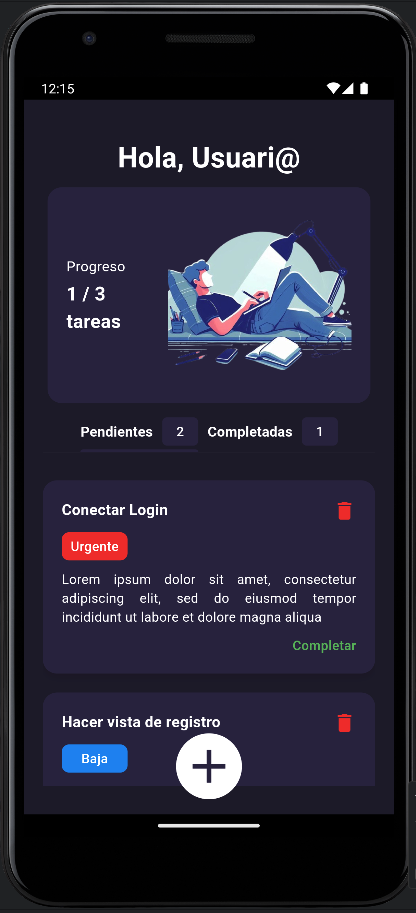 12:15
Hola, Usuari@
Progreso
1 / 3
tareas
Pendientes 2 Completadas 1
Conectar Login
Urgente
Lorem ipsum dolor sit amet, consectetur
adipiscing elit, sed do eiusmod tempor
incididunt ut labore et dolore magna aliqua
Completar
Hacer vista de registro
Baja